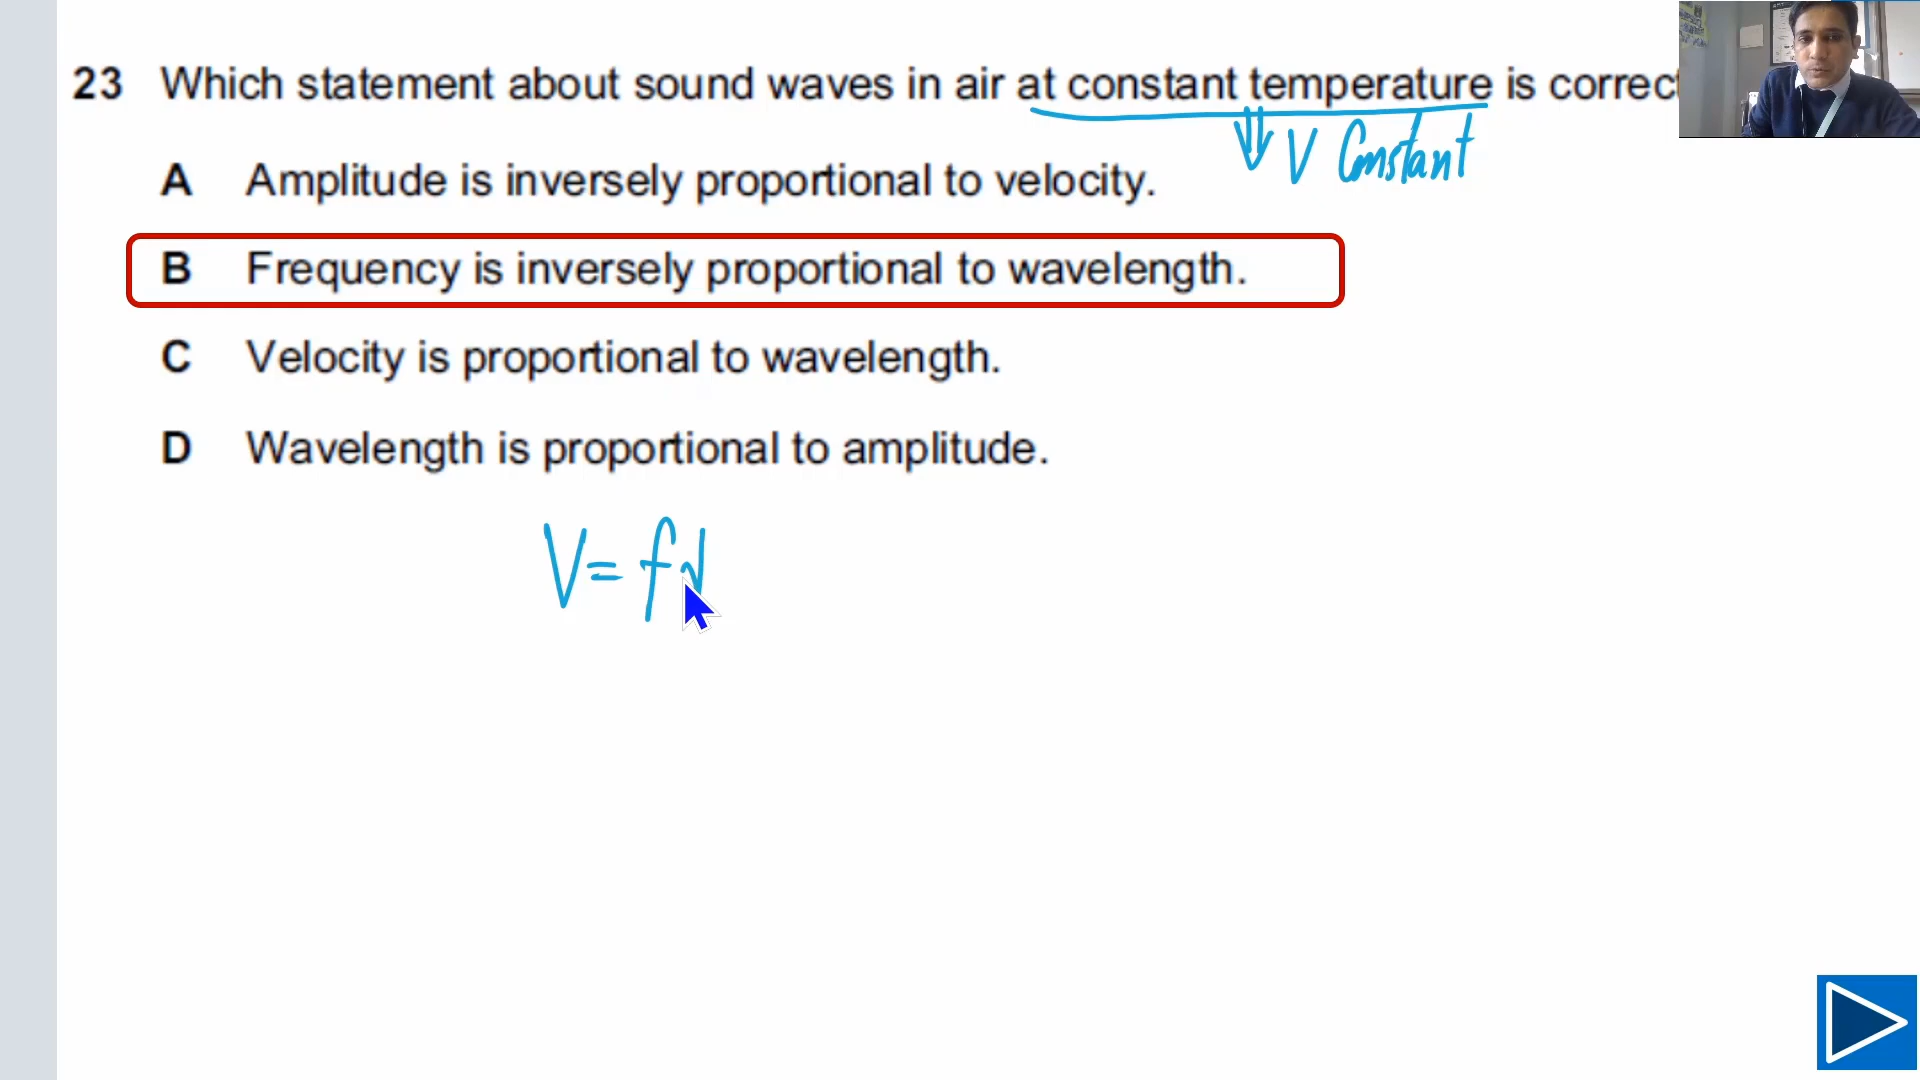 23 Which statement about sound waves in air at constant temperature is correc
V Constant
A Amplitude is inversely proportional to velocity.
B Frequency is inversely proportional to wavelength.
C Velocity is proportional to wavelength.
D Wavelength is proportional to amplitude.
V = f